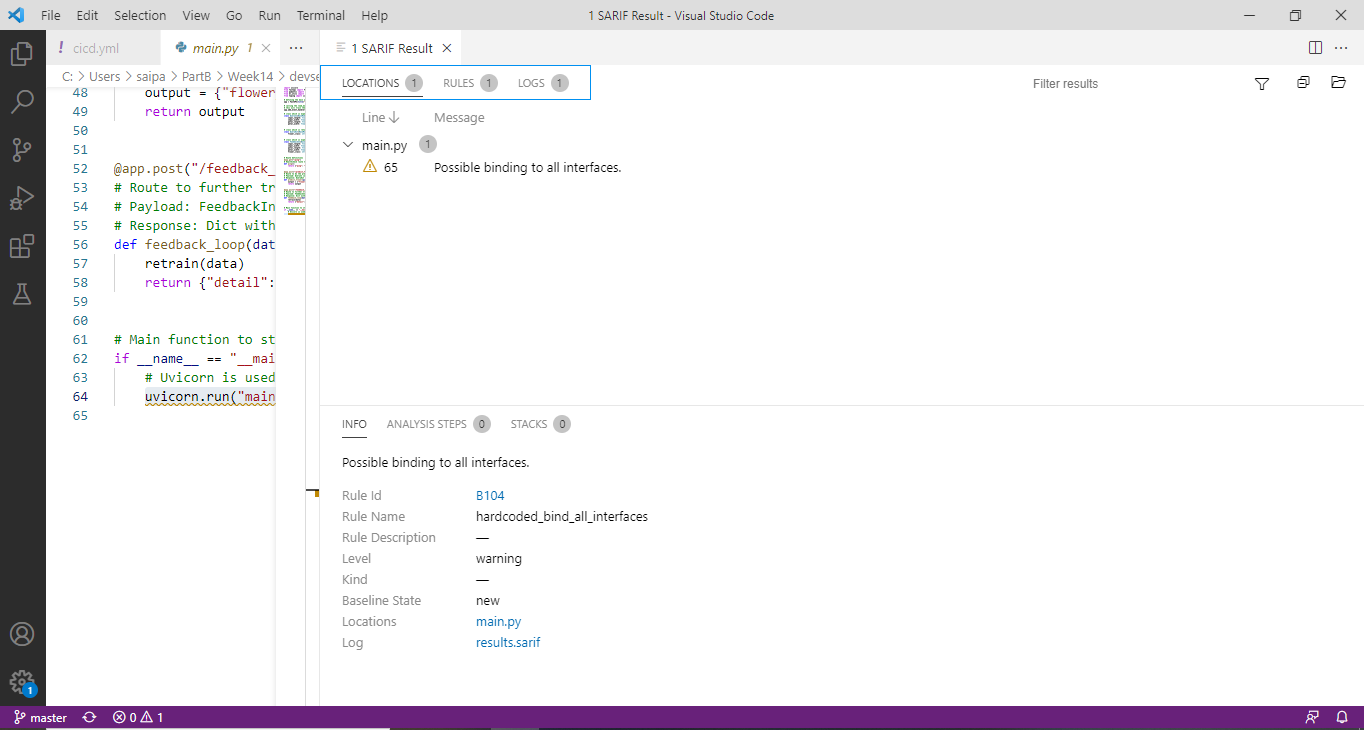 File Edit Selection View Go Run Terminal Help 1 SARIF Result - Visual Studio Code
! cicd.yml main.py 1 ··· 1 SARIF Result ···
C: > Users > saipa > PartB > Week14 > devse
48 output = {"flower
49 return output
50
51
52 @app.post("/feedback_
53 # Route to further tr
54 # Payload: FeedbackIn
55 # Response: Dict with
56 def feedback_loop(dat
57 retrain(data)
58 return {"detail":
59
60
61 # Main function to st
62 if __name__ == "__mai
63 # Uvicorn is used
64 uvicorn.run("main
65
LOCATIONS 1 RULES 1 LOGS 1 Filter results
Line Message
main.py 1
65 Possible binding to all interfaces.
INFO ANALYSIS STEPS 0 STACKS 0
Possible binding to all interfaces.
Rule Id B104
Rule Name hardcoded_bind_all_interfaces
Rule Description —
Level warning
Kind —
Baseline State new
Locations main.py
Log results.sarif
1
master 0 1